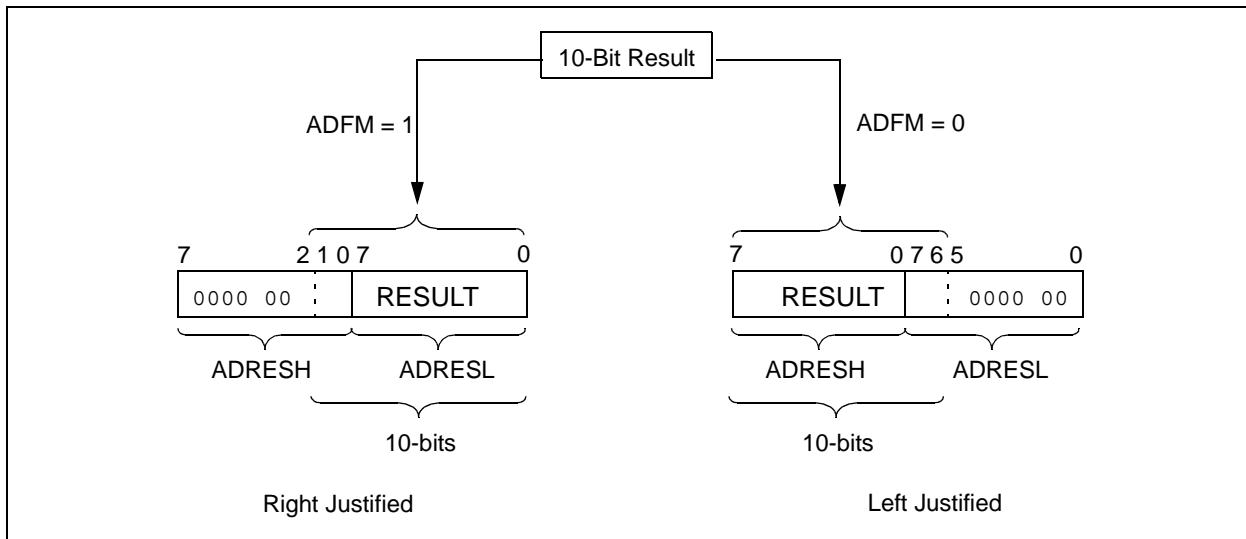 10-Bit Result
ADFM = 1
ADFM = 0
7 2 1 0 7 0
7 0 7 6 5 0
0000 00 RESULT
RESULT 0000 00
ADRESH ADRESL
ADRESH ADRESL
10-bits
10-bits
Right Justified
Left Justified